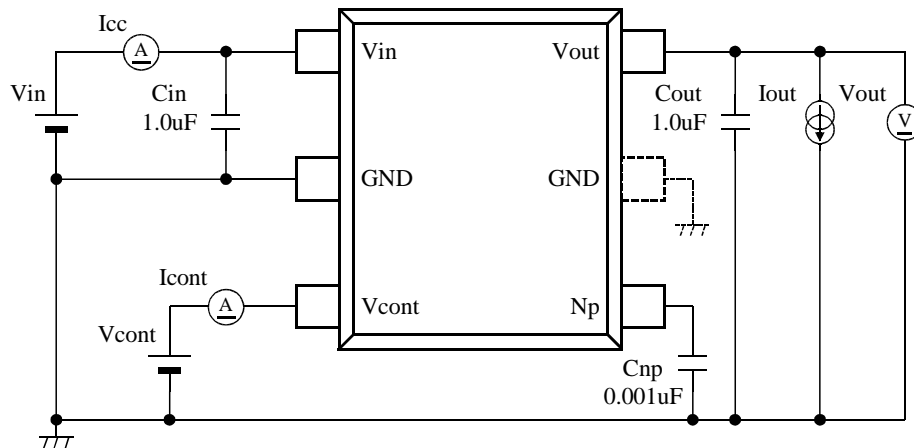 Icc
A
Vin
Vout
Vin
Cin
1.0uF
Cout
1.0uF
Iout
Vout
V
GND
GND
Icont
A
Vcont
Np
Vcont
Cnp
0.001uF